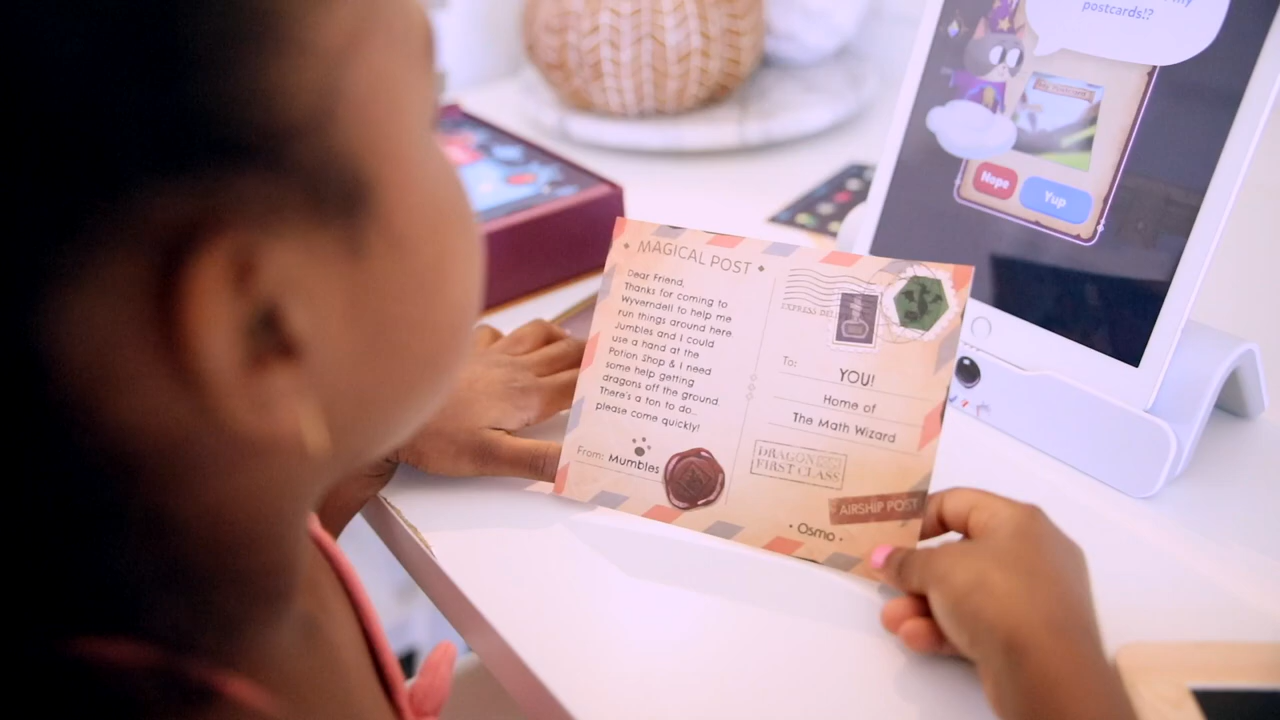 my
postcards!?
Nope
Yup
MAGICAL POST
Dear Friend,
Thanks for coming to
Wyverndell to help me
run things around here.
Jumbles and I could
use a hand at the
Potion Shop & I need
some help getting
dragons off the ground.
There's a ton to do...
please come quickly!
From: Mumbles
EXPRESS
To:
YOU!
Home of
The Math Wizard
DRAGON
FIRST CLASS
AIRSHIP POST
• Osmo •